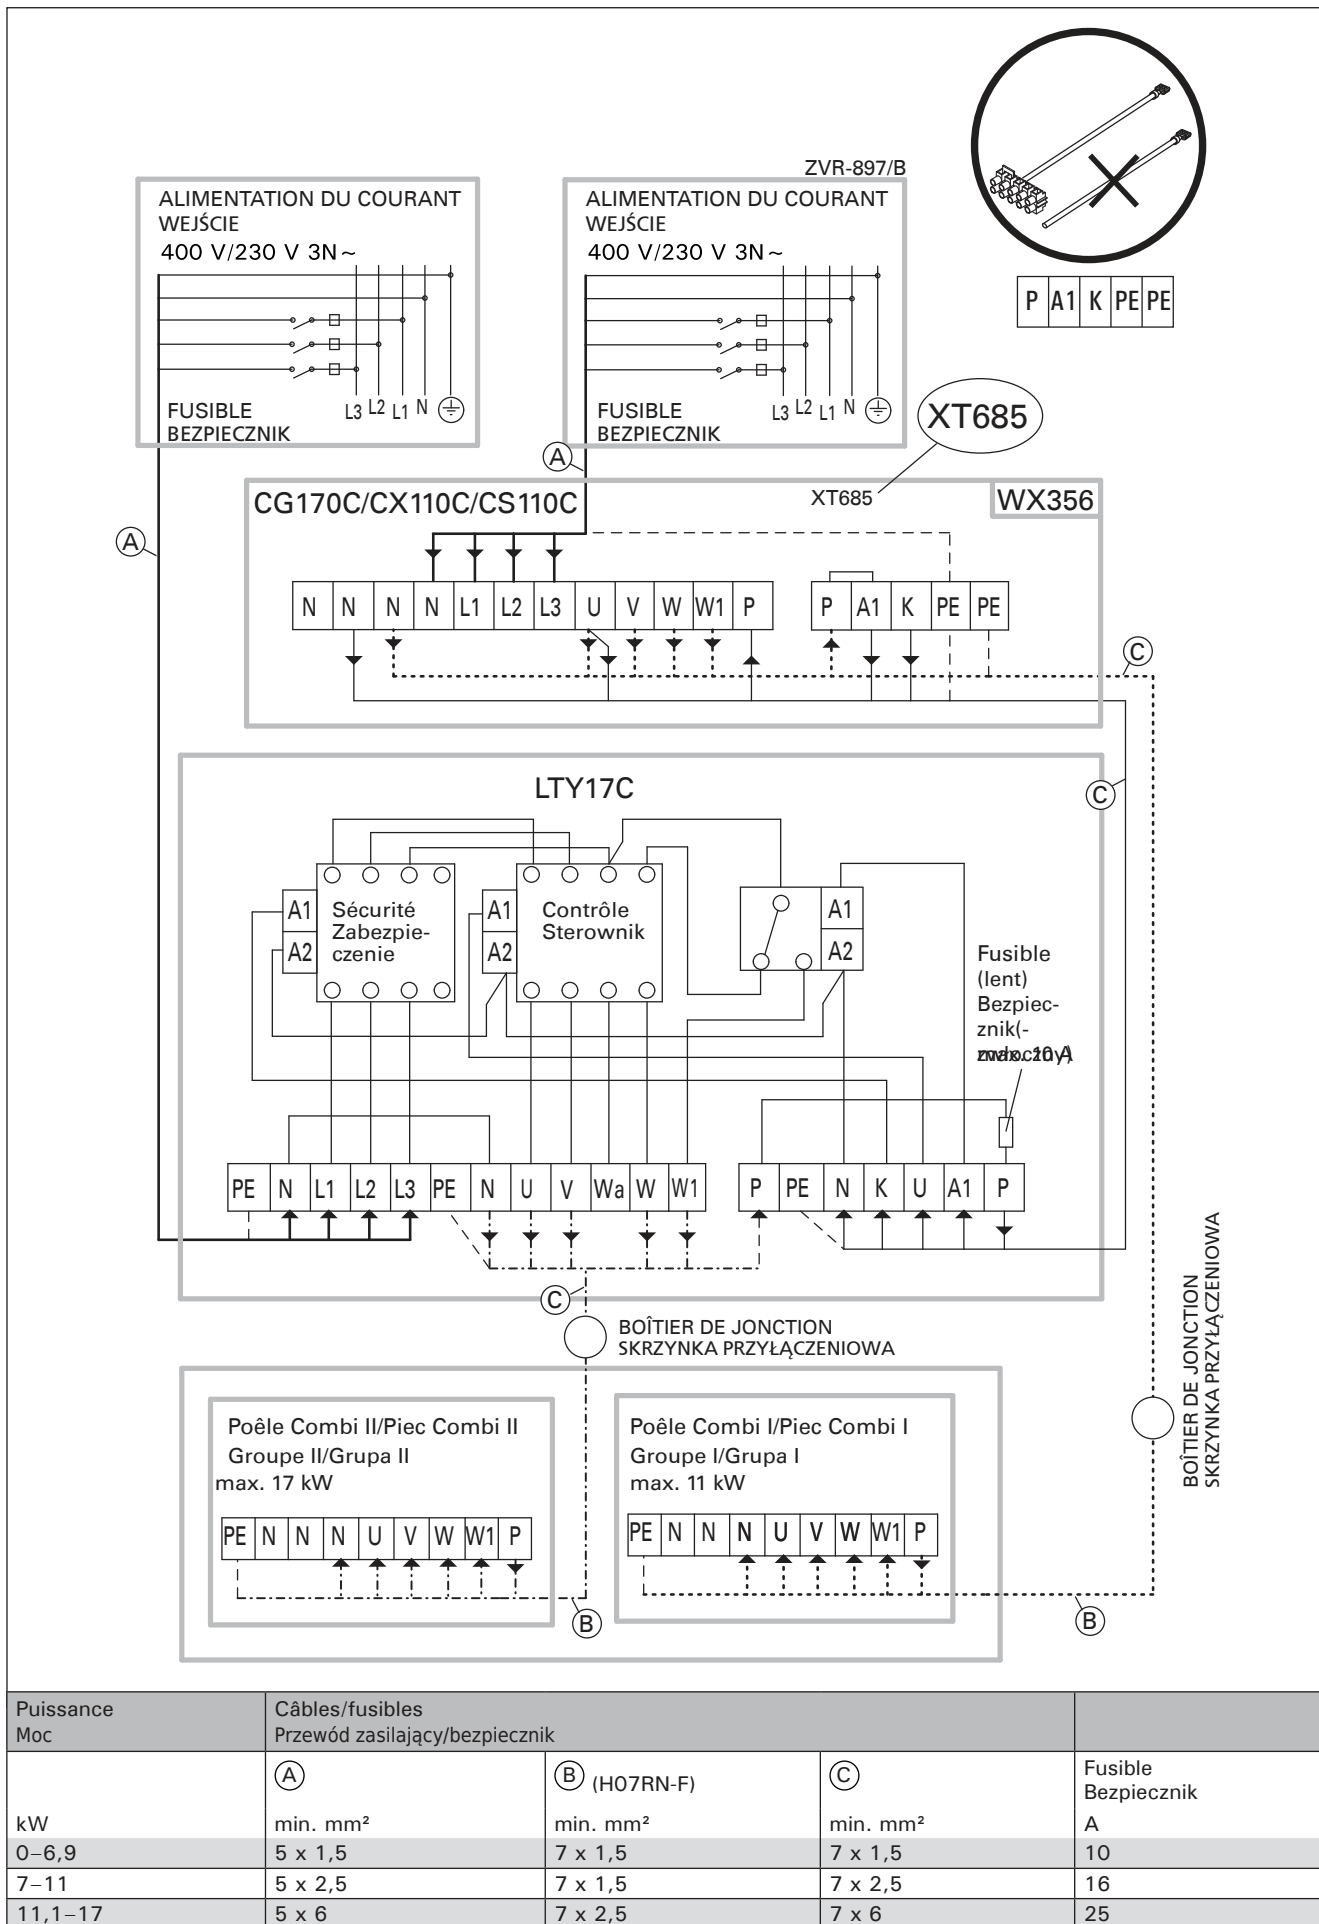 ZVR-897/B
ALIMENTATION DU COURANT
WEJŚCIE
400 V/230 V 3N~
L3 L2 L1 N
FUSIBLE
BEZPIECZNIK
ALIMENTATION DU COURANT
WEJŚCIE
400 V/230 V 3N~
L3 L2 L1 N
FUSIBLE
BEZPIECZNIK
P A1 K PE PE
XT685
A
A
CG170C/CX110C/CS110C
XT685
WX356
N N N N L1 L2 L3 U V W W1 P
P A1 K PE PE
C
LTY17C
C
A1
A2
Sécurité
Zabezpie-
czenie
A1
A2
Contrôle
Sterownik
A1
A2
Fusible
(lent)
Bezpiec-
znik(-
PE N L1 L2 L3 PE N U V Wa W W1
P PE N K U A1 P
C
BOÎTIER DE JONCTION
SKRZYNKA PRZYŁĄCZENIOWA
BOÎTIER DE JONCTION
SKRZYNKA PRZYŁĄCZENIOWA
Poêle Combi II/Piec Combi II
Groupe II/Grupa II
max. 17 kW
PE N N N U V W W1 P
B
Poêle Combi I/Piec Combi I
Groupe I/Grupa I
max. 11 kW
PE N N N U V W W1 P
B
Puissance
Moc
Câbles/fusibles
Przewód zasilający/bezpiecznik
A
B (H07RN-F)
C
Fusible
Bezpiecznik
kW min. mm² min. mm² min. mm² A
0–6,9 5 x 1,5 7 x 1,5 7 x 1,5 10
7–11 5 x 2,5 7 x 1,5 7 x 2,5 16
11,1–17 5 x 6 7 x 2,5 7 x 6 25